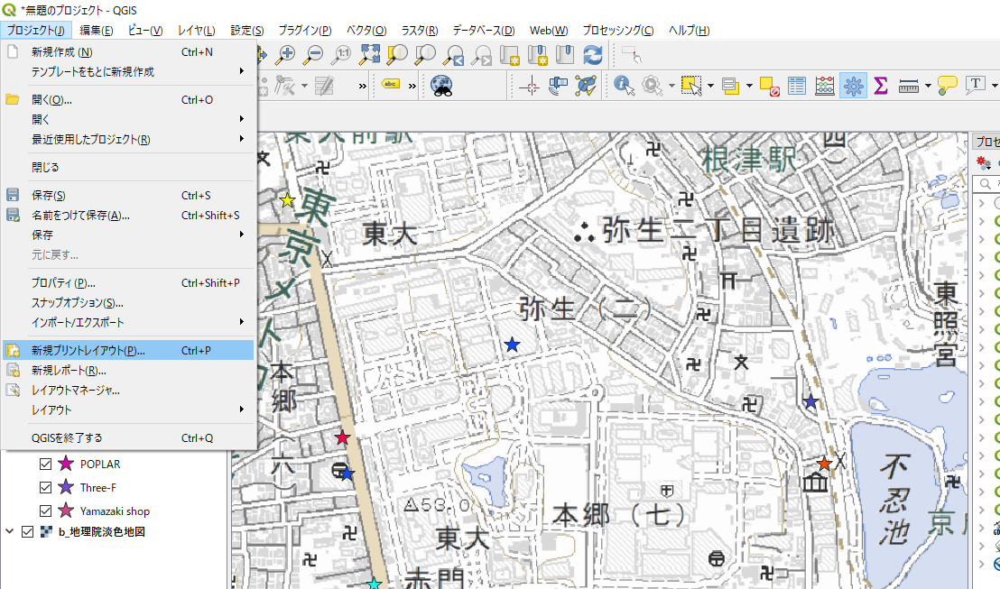 *無題のプロジェクト - QGIS
プロジェクト(J) 編集(E) ビュー(V) レイヤ(L) 設定(S) プラグイン(P) ベクタ(O) ラスタ(R) データベース(D) Web(W) プロセッシング(C) ヘルプ(H)
新規作成 (N) Ctrl+N
テンプレートをもとに新規作成
開く(O)... Ctrl+O
開く
最近使用したプロジェクト(R)
閉じる
保存(S) Ctrl+S
名前をつけて保存(A)... Ctrl+Shift+S
保存
元に戻す...
プロパティ(P)... Ctrl+Shift+P
スナップオプション(S)...
インポート/エクスポート
新規プリントレイアウト(P)... Ctrl+P
新規レポート(R)...
レイアウトマネージャ...
レイアウト
QGISを終了する Ctrl+Q
POPLAR
Three-F
Yamazaki shop
b_地理院淡色地図
1:1
abc
T
プロセ
東大前駅
根津駅
四
東京メトロ
東大
弥生二丁目遺跡
弥生(二)
東照宮
本郷
六
53.0
本郷(七)
東大
赤門
不忍池
京